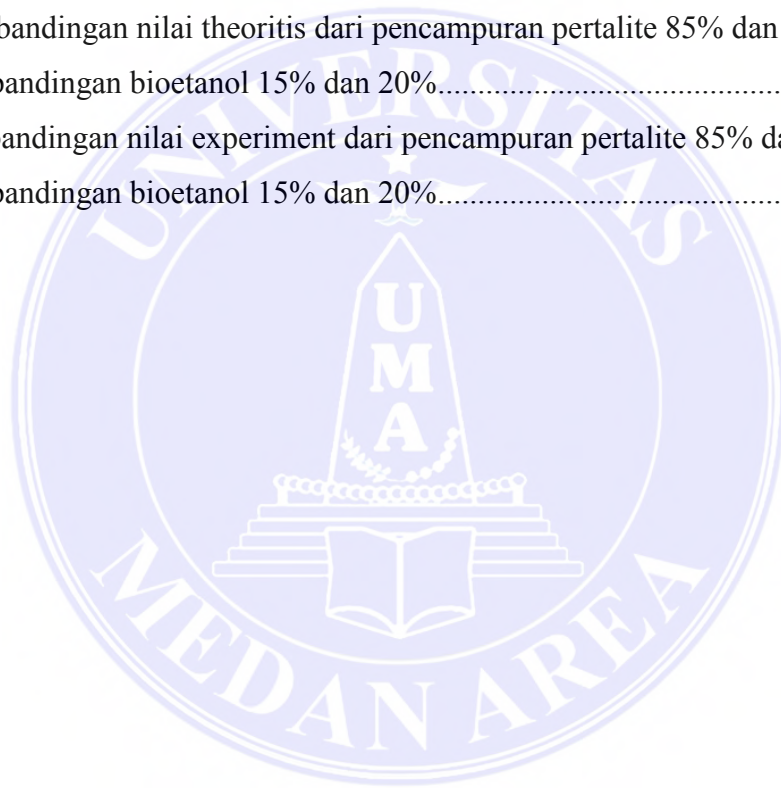 bandingan nilai theoritis dari pencampuran pertalite 85% dan
bandingan bioetanol 15% dan 20%..........................................
bandingan nilai experiment dari pencampuran pertalite 85% da
bandingan bioetanol 15% dan 20%..........................................
UNIVERSITAS
U
M
A
MEDAN AREA